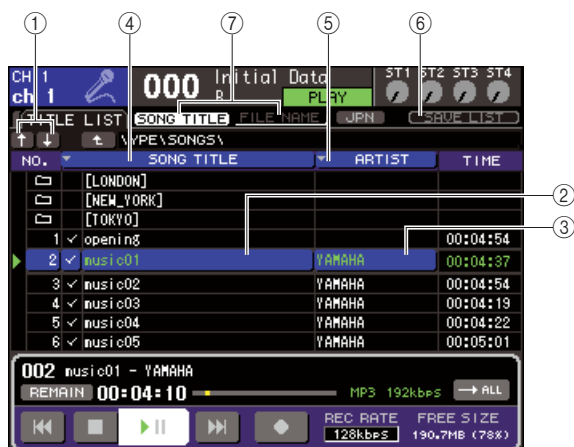 ① ④ ⑦ ⑤ ⑥
CH 1
ch 1
000
Initial Data
R
PLAY
ST1 ST2 ST3 ST4
TITLE LIST
SONG TITLE
FILE NAME
JPN
SAVE LIST
\YPE\SONGS\
NO. SONG TITLE ARTIST TIME
[LONDON]
[NEW_YORK]
[TOKYO]
1 ✓ opening 00:04:54
2 ✓ music01 YAMAHA 00:04:37
②
③
3 ✓ music02 YAMAHA 00:04:54
4 ✓ music03 YAMAHA 00:04:19
5 ✓ music04 YAMAHA 00:04:22
6 ✓ music05 YAMAHA 00:05:01
002 music01 - YAMAHA
REMAIN 00:04:10 MP3 192kbps → ALL
REC RATE FREE SIZE
128kbps 190.7MB (78%)